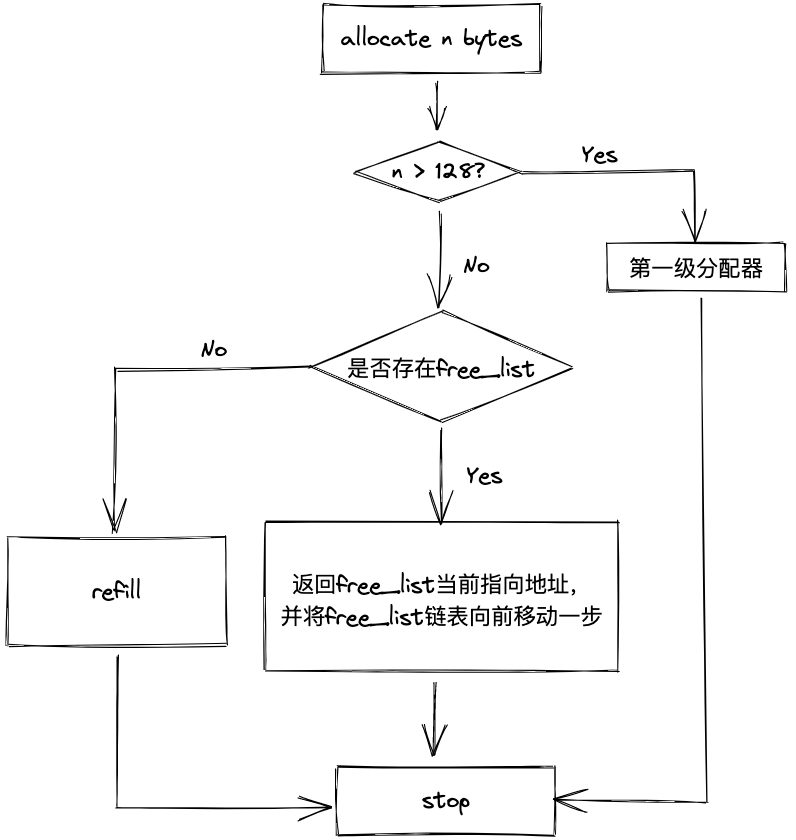 allocate n bytes
n > 128?
Yes
第一级分配器
No
是否存在free_list
No
Yes
refill
返回free_list当前指向地址，
并将free_list链表向前移动一步
stop